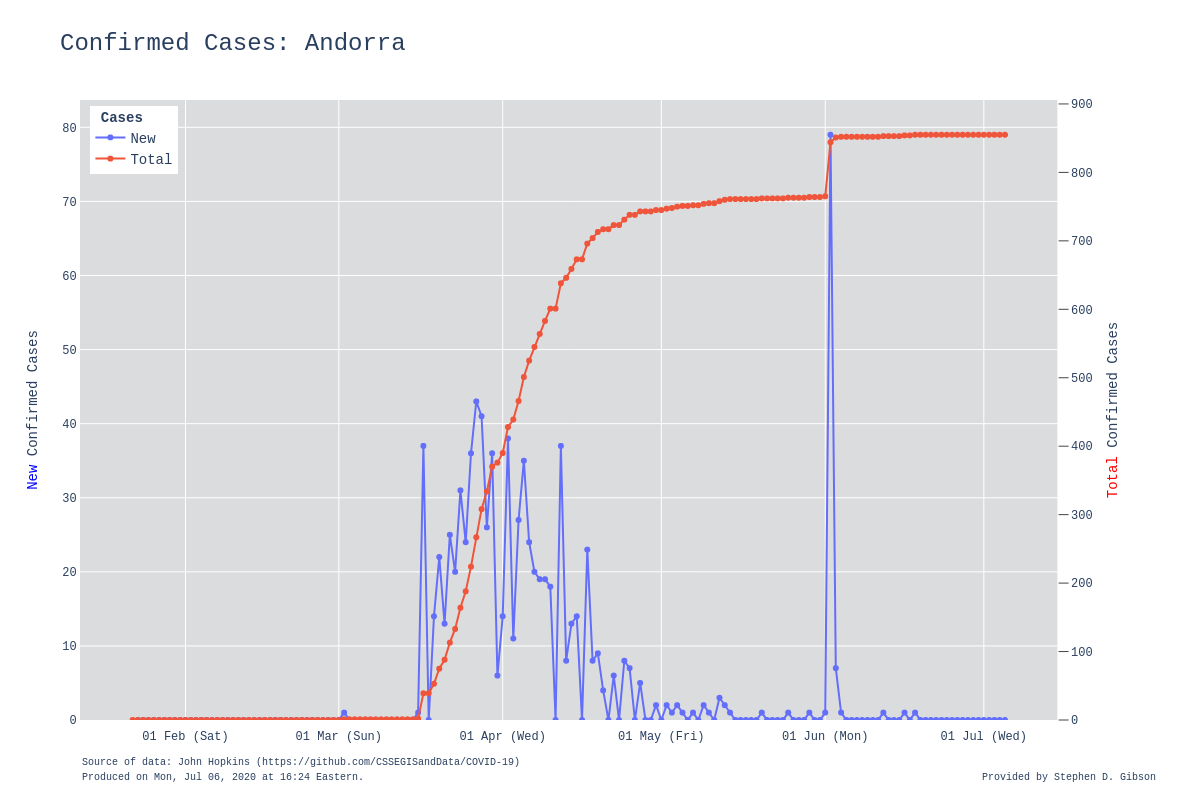 Confirmed Cases: Andorra
Cases
New
Total
80
70
60
50
40
30
20
10
0
900
800
700
600
500
400
300
200
100
0
New Confirmed Cases
Total Confirmed Cases
01 Feb (Sat) 01 Mar (Sun) 01 Apr (Wed) 01 May (Fri) 01 Jun (Mon) 01 Jul (Wed)
Source of data: John Hopkins (https://github.com/CSSEGISandData/COVID-19)
Produced on Mon, Jul 06, 2020 at 16:24 Eastern.
Provided by Stephen D. Gibson